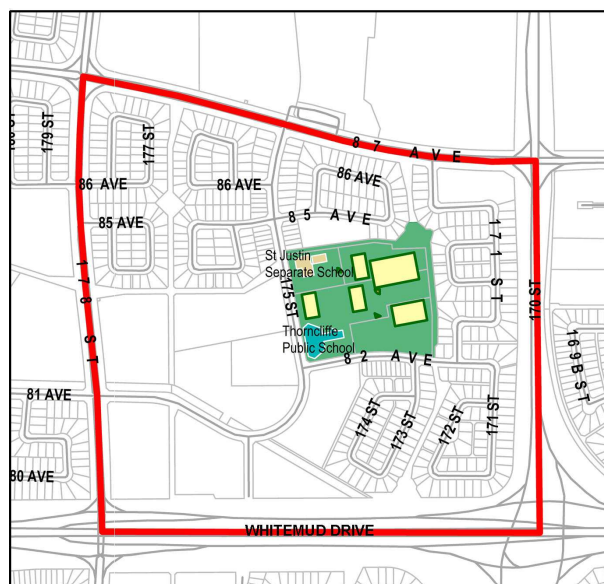 87 AVE
179 ST
177 ST
86 AVE
86 AVE
86 AVE
85 AVE
85 AVE
171 ST
St Justin
Separate School
175 ST
178 ST
170 ST
Thorncliffe
Public School
82 AVE
169B ST
81 AVE
174 ST
173 ST
172 ST
171 ST
80 AVE
WHITEMUD DRIVE